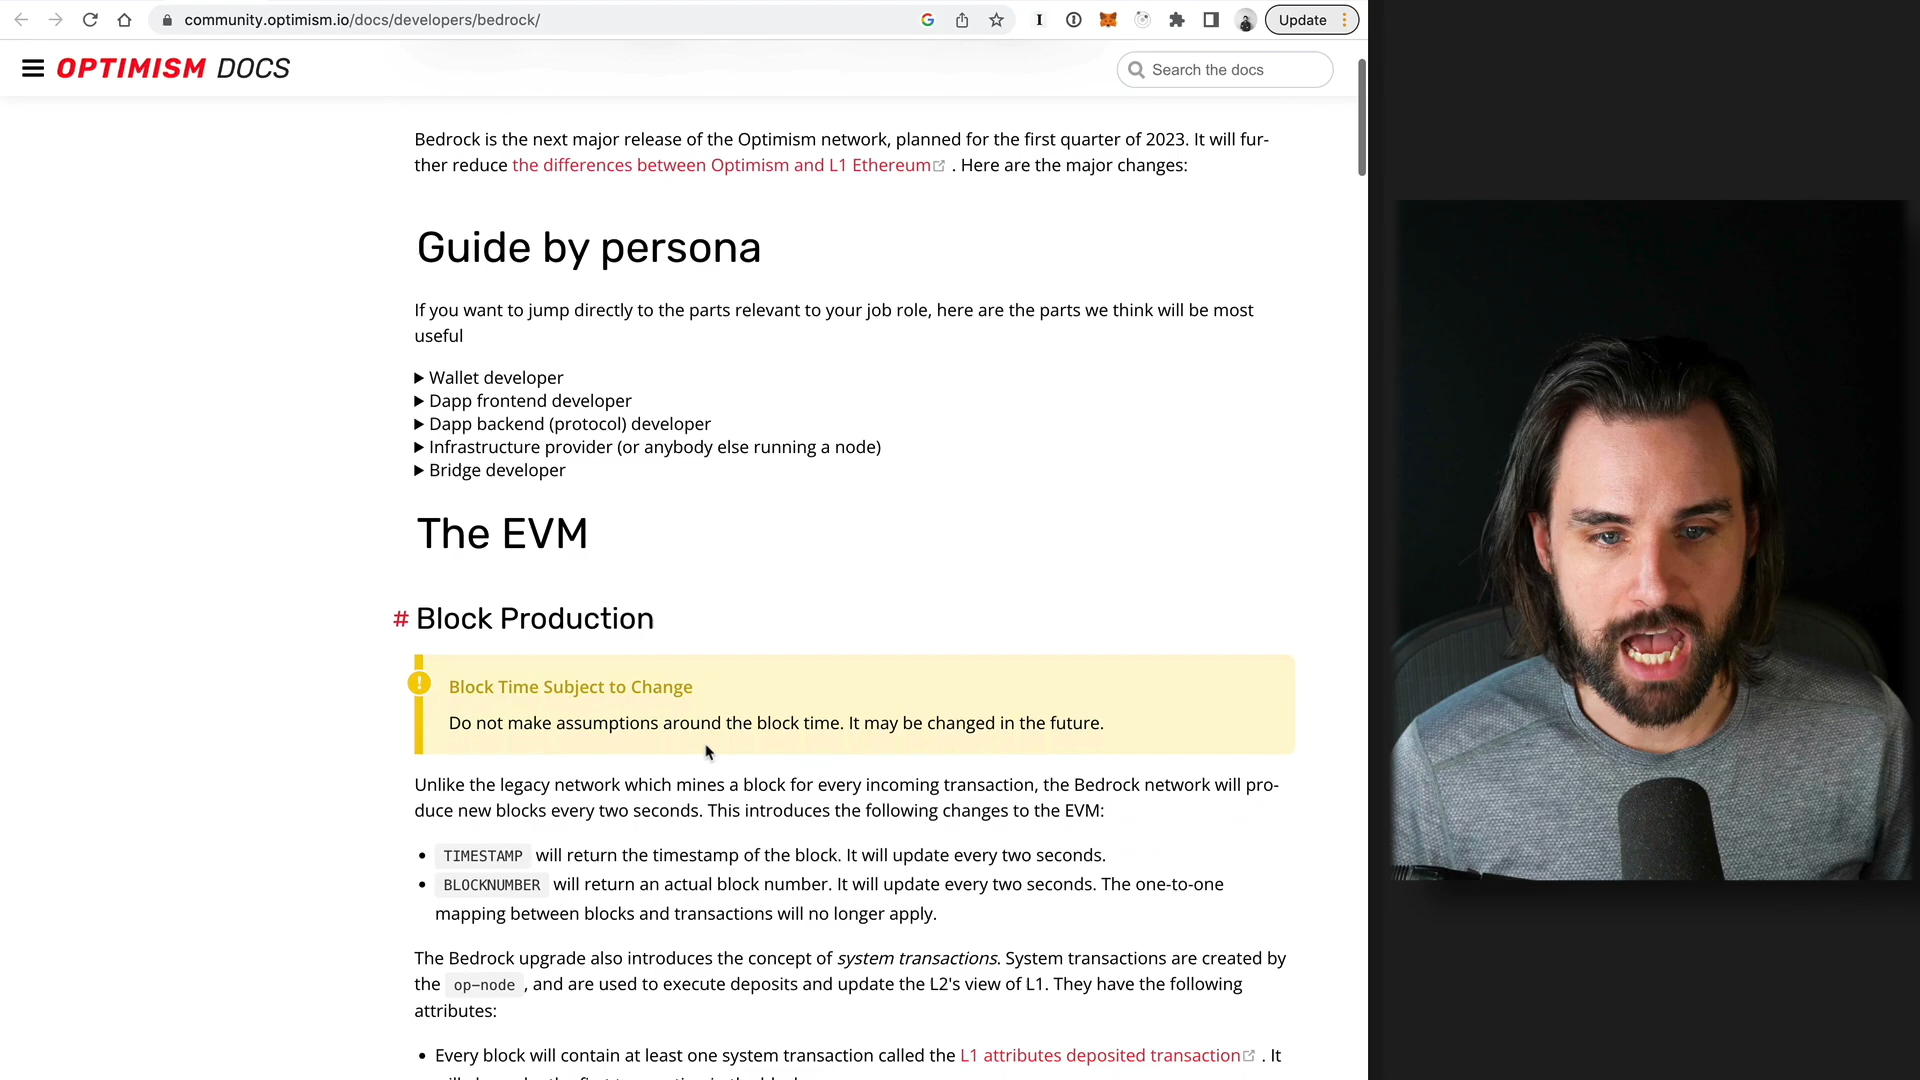 community.optimism.io/docs/developers/bedrock/
Update
OPTIMISM DOCS
Search the docs
Bedrock is the next major release of the Optimism network, planned for the first quarter of 2023. It will fur-
ther reduce the differences between Optimism and L1 Ethereum . Here are the major changes:
Guide by persona
If you want to jump directly to the parts relevant to your job role, here are the parts we think will be most
useful
Wallet developer
Dapp frontend developer
Dapp backend (protocol) developer
Infrastructure provider (or anybody else running a node)
Bridge developer
The EVM
# Block Production
Block Time Subject to Change
Do not make assumptions around the block time. It may be changed in the future.
Unlike the legacy network which mines a block for every incoming transaction, the Bedrock network will pro-
duce new blocks every two seconds. This introduces the following changes to the EVM:
• TIMESTAMP will return the timestamp of the block. It will update every two seconds.
• BLOCKNUMBER will return an actual block number. It will update every two seconds. The one-to-one
mapping between blocks and transactions will no longer apply.
The Bedrock upgrade also introduces the concept of system transactions. System transactions are created by
the op-node , and are used to execute deposits and update the L2's view of L1. They have the following
attributes:
• Every block will contain at least one system transaction called the L1 attributes deposited transaction . It